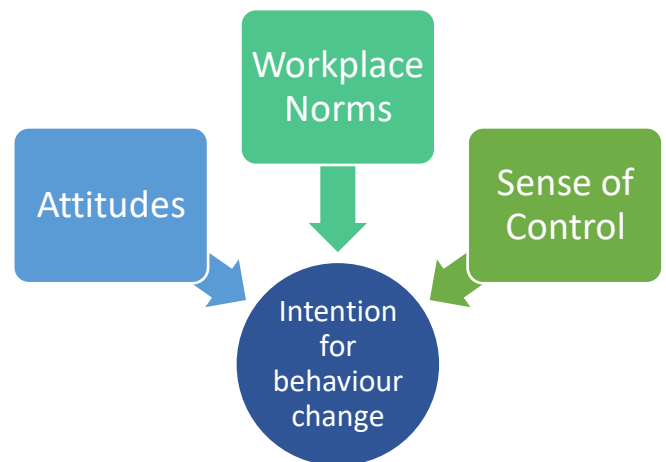 Workplace
Norms
Attitudes
Sense of
Control
Intention
for
behaviour
change